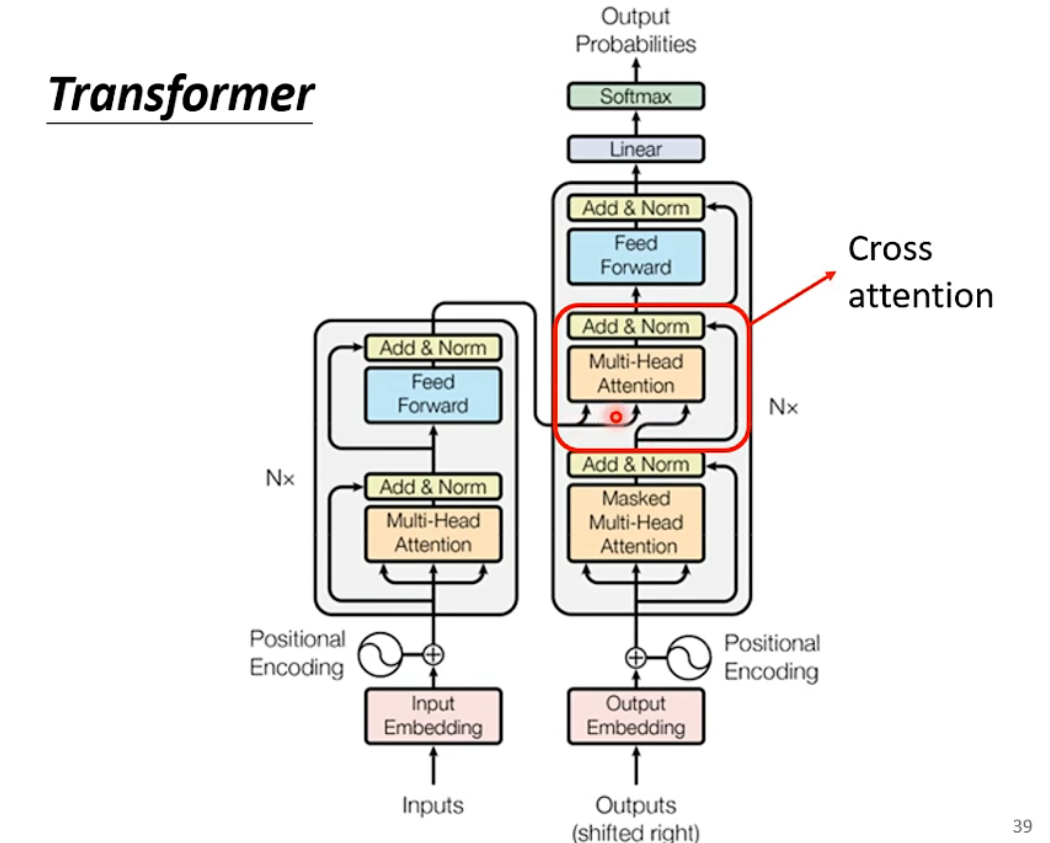 Transformer
Output
Probabilities
Softmax
Linear
Add & Norm
Feed
Forward
Cross
attention
Add & Norm
Multi-Head
Attention
N×
Add & Norm
Masked
Multi-Head
Attention
Add & Norm
Feed
Forward
N×
Add & Norm
Multi-Head
Attention
Positional
Encoding
Positional
Encoding
Input
Embedding
Output
Embedding
Inputs
Outputs
(shifted right)
39